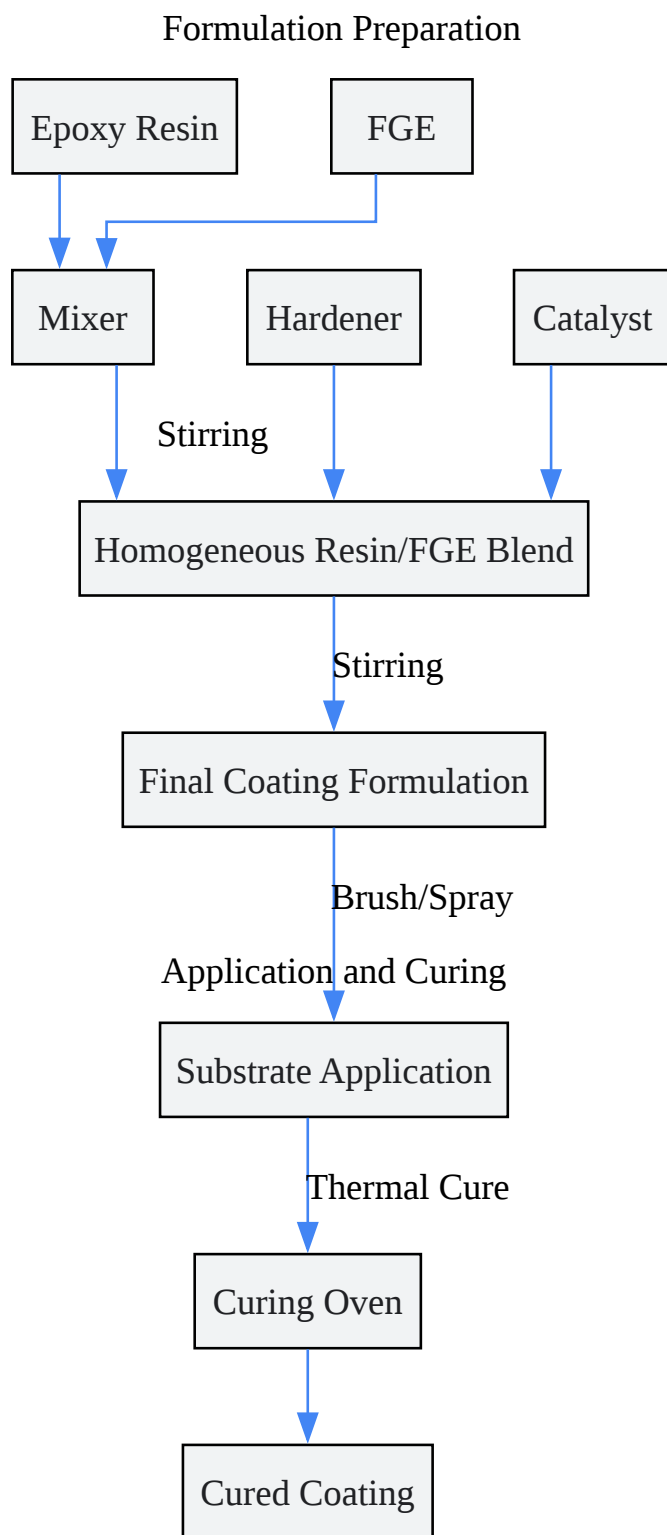 Formulation Preparation
Epoxy Resin
FGE
Mixer
Hardener
Catalyst
Stirring
Homogeneous Resin/FGE Blend
Stirring
Final Coating Formulation
Brush/Spray
Application and Curing
Substrate Application
Thermal Cure
Curing Oven
Cured Coating